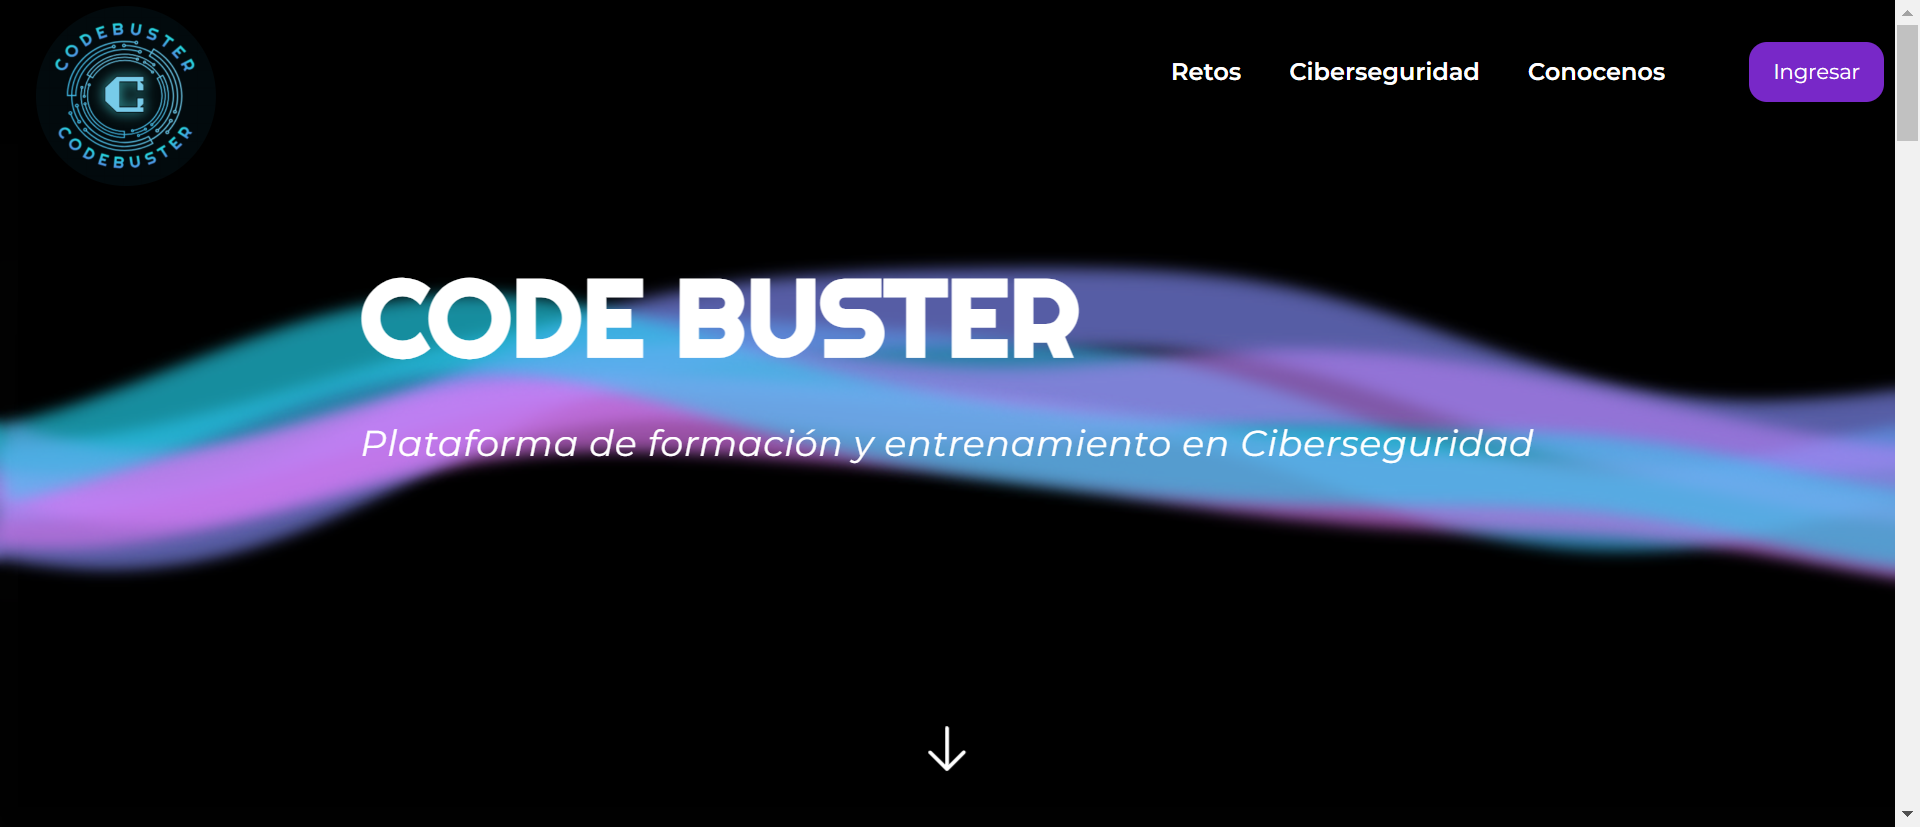 CODEBUSTER
C
CODEBUSTER
Retos Ciberseguridad Conocenos Ingresar
CODE BUSTER
Plataforma de formación y entrenamiento en Ciberseguridad